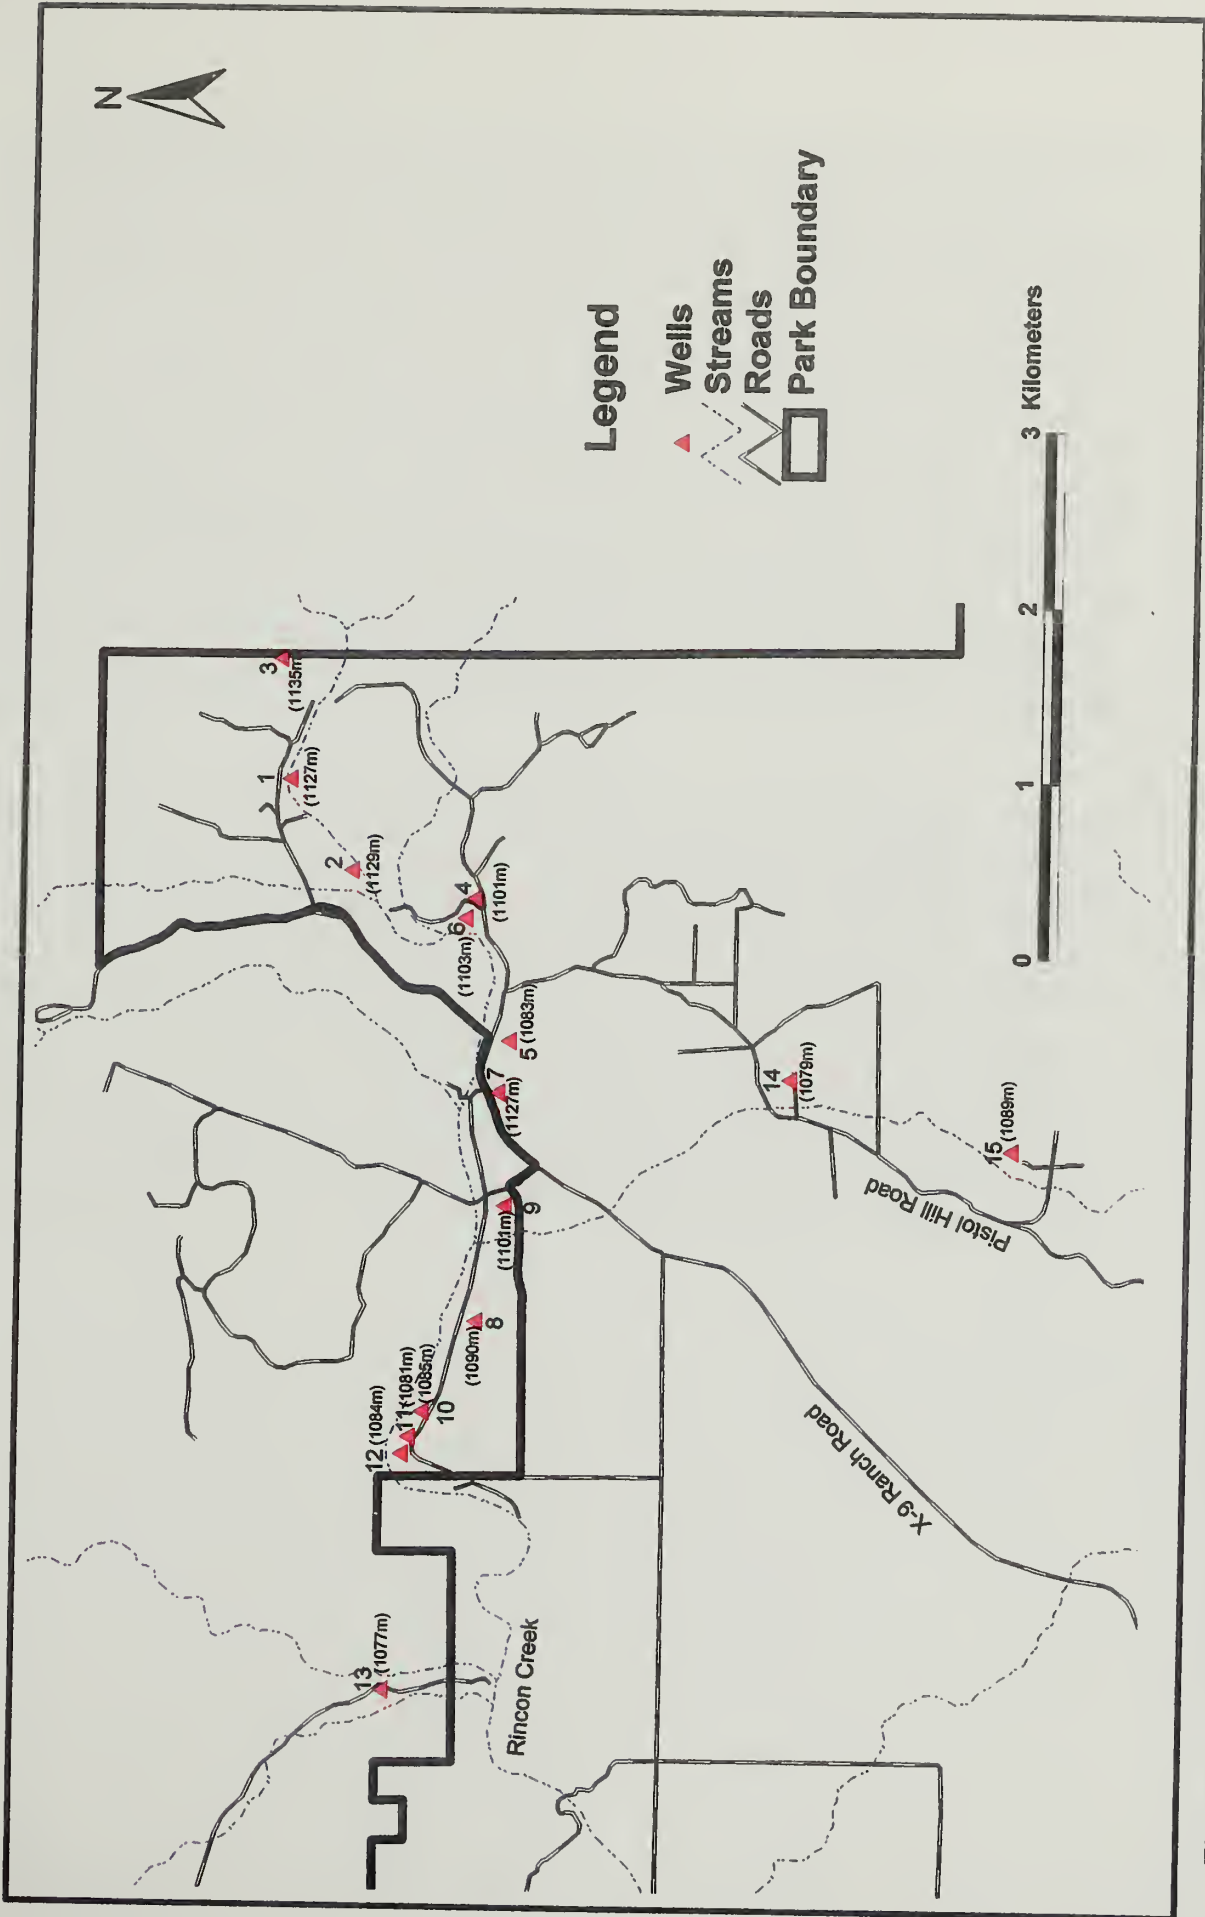 N
3
(1135m
1
(1127m)
2
(1129m)
4
(1101m)
6
(1103m)
5 (1083m)
7
(1127m)
9
(1101m)
8
(1090m)
10
(1085m)
11 (1081m)
12 (1084m)
13 (1077m)
14
(1079m)
15 (1089m)
Rincon Creek
X-9 Ranch Road
Pistol Hill Road
Legend
Wells
Streams
Roads
Park Boundary
0
1
2
3 Kilometers